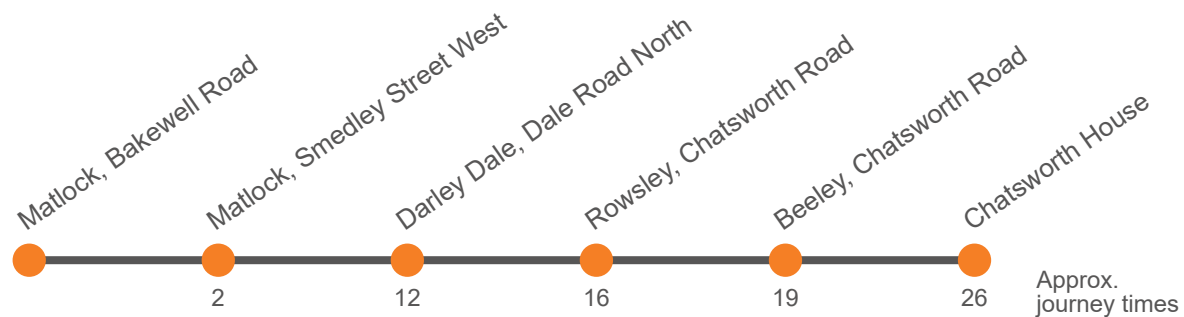 Matlock, Bakewell Road
Matlock, Smedley Street West
Darley Dale, Dale Road North
Rowsley, Chatsworth Road
Beeley, Chatsworth Road
Chatsworth House
2
12
16
19
26
Approx.
journey times